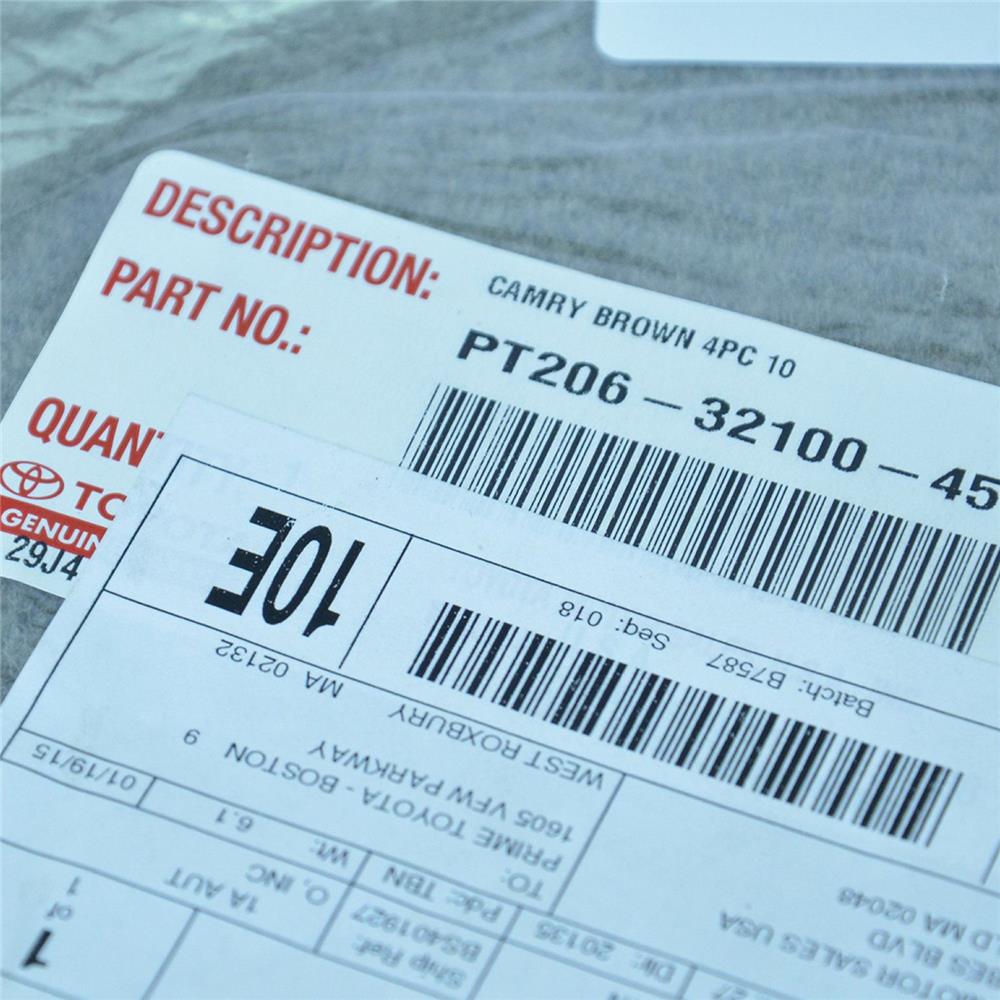 DESCRIPTION: CAMRY BROWN 4PC 10
PART NO.: PT206-32100-45
QUAN
TO
GENUIN
29J4
10E
Seq: 018
Batch: B7587
TO:
PRIME TOYOTA - BOSTON 9
1605 VFW PARKWAY
WEST ROXBURY
MA 02132
01/19/15
Wt: 6.1
Pdc: TBN
O, INC
1A AUT
Ship Ref:
BS401927
Dlr: 20135
1
of
1
MOTOR SALES USA
BLVD
D MA 02048